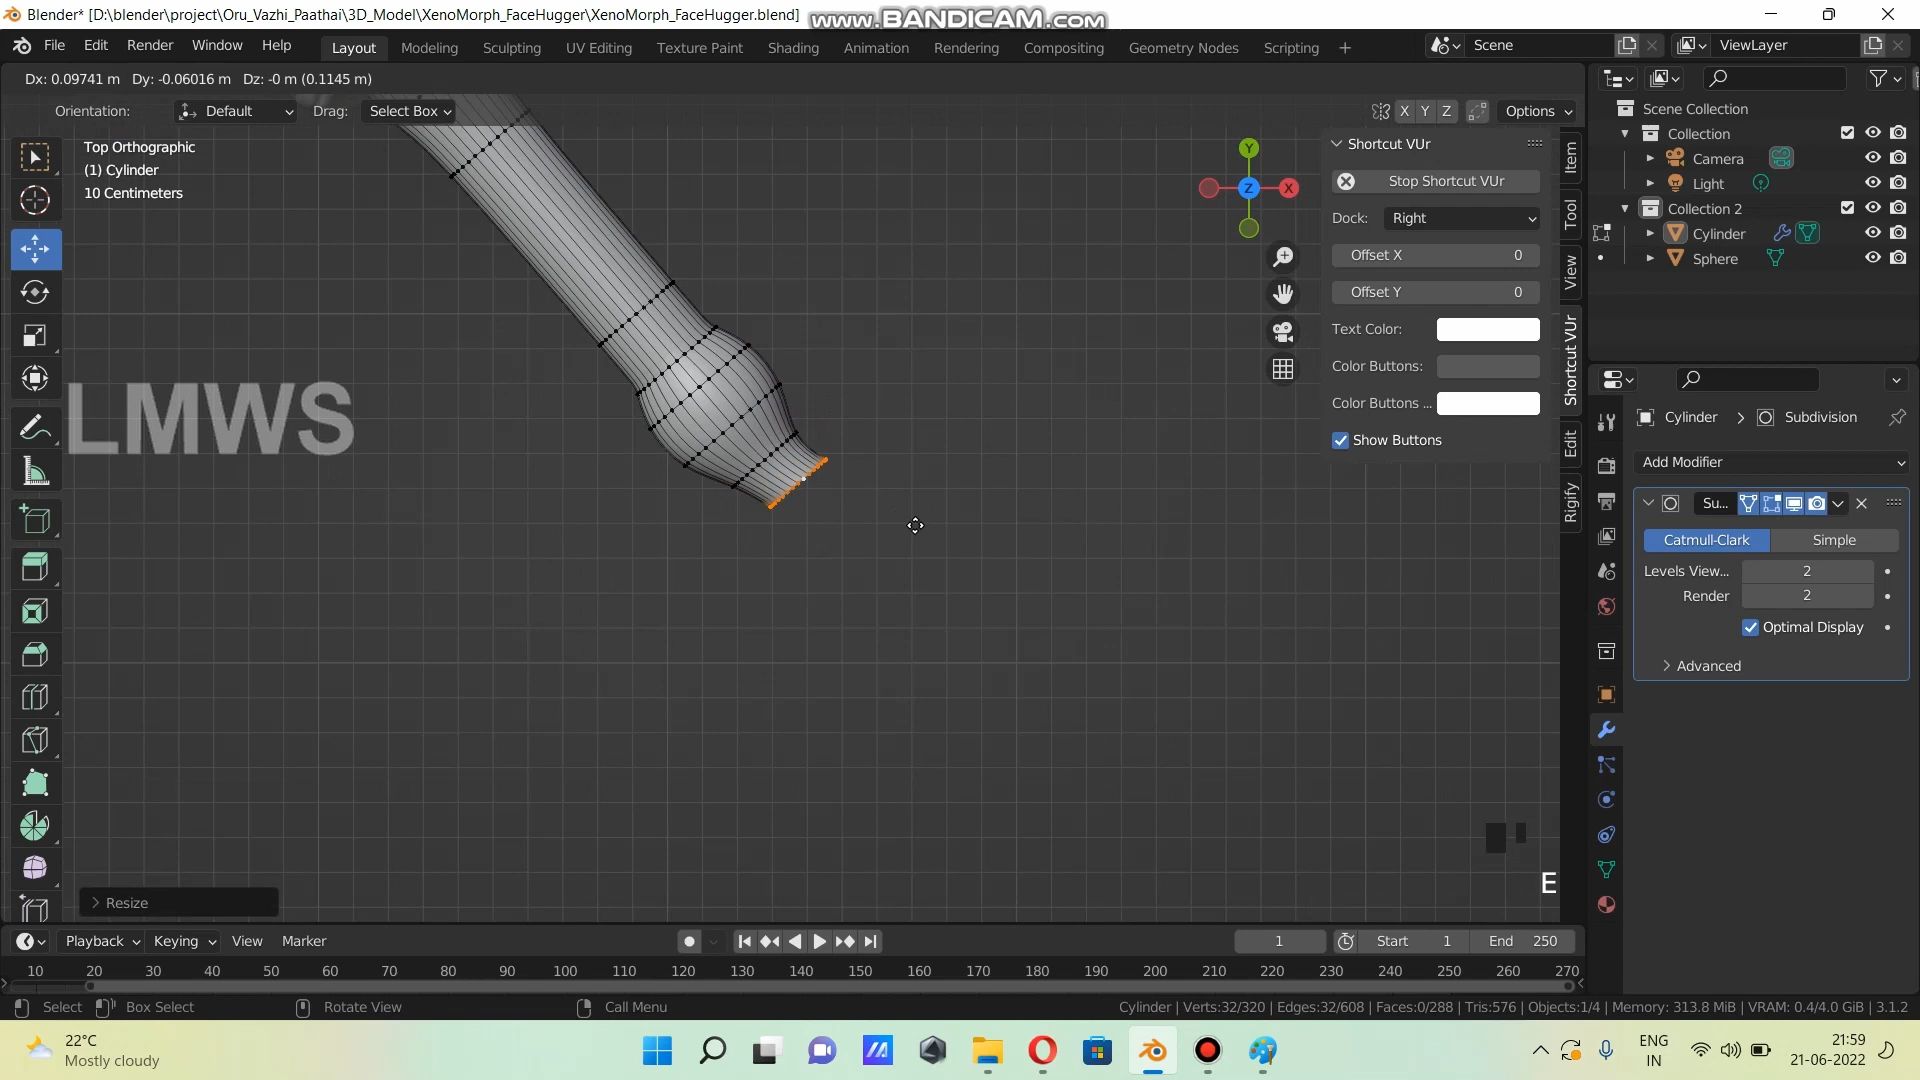 Blender* [D:\blender\project\Oru_Vazhi_Paathai\3D_Model\XenoMorph_FaceHugger\XenoMorph_FaceHugger.blend]
www.BANDICAM.com
File Edit Render Window Help Layout Modeling Sculpting UV Editing Texture Paint Shading Animation Rendering Compositing Geometry Nodes Scripting + Scene ViewLayer
Dx: 0.09741 m Dy: -0.06016 m Dz: -0 m (0.1145 m)
Orientation: Default Drag: Select Box X Y Z Options
Scene Collection
Collection
Camera
Light
Collection 2
Cylinder
Sphere
Top Orthographic
(1) Cylinder
10 Centimeters
Y
Z X
Shortcut VUr
Stop Shortcut VUr
Dock: Right
Offset X 0
Offset Y 0
Text Color:
Color Buttons:
Color Buttons ...
Show Buttons
Item
Tool
View
Shortcut VUr
Edit
Rigify
LMWS
Cylinder > Subdivision
Add Modifier
Su...
Catmull-Clark Simple
Levels View... 2
Render 2
Optimal Display
Advanced
E
Resize
Playback Keying View Marker 1 Start 1 End 250
10 20 30 40 50 60 70 80 90 100 110 120 130 140 150 160 170 180 190 200 210 220 230 240 250 260 270
Select Box Select Rotate View Call Menu Cylinder | Verts:32/320 | Edges:32/608 | Faces:0/288 | Tris:576 | Objects:1/4 | Memory: 313.8 MiB | VRAM: 0.4/4.0 GiB | 3.1.2
22°C
Mostly cloudy
ENG
IN
21:59
21-06-2022